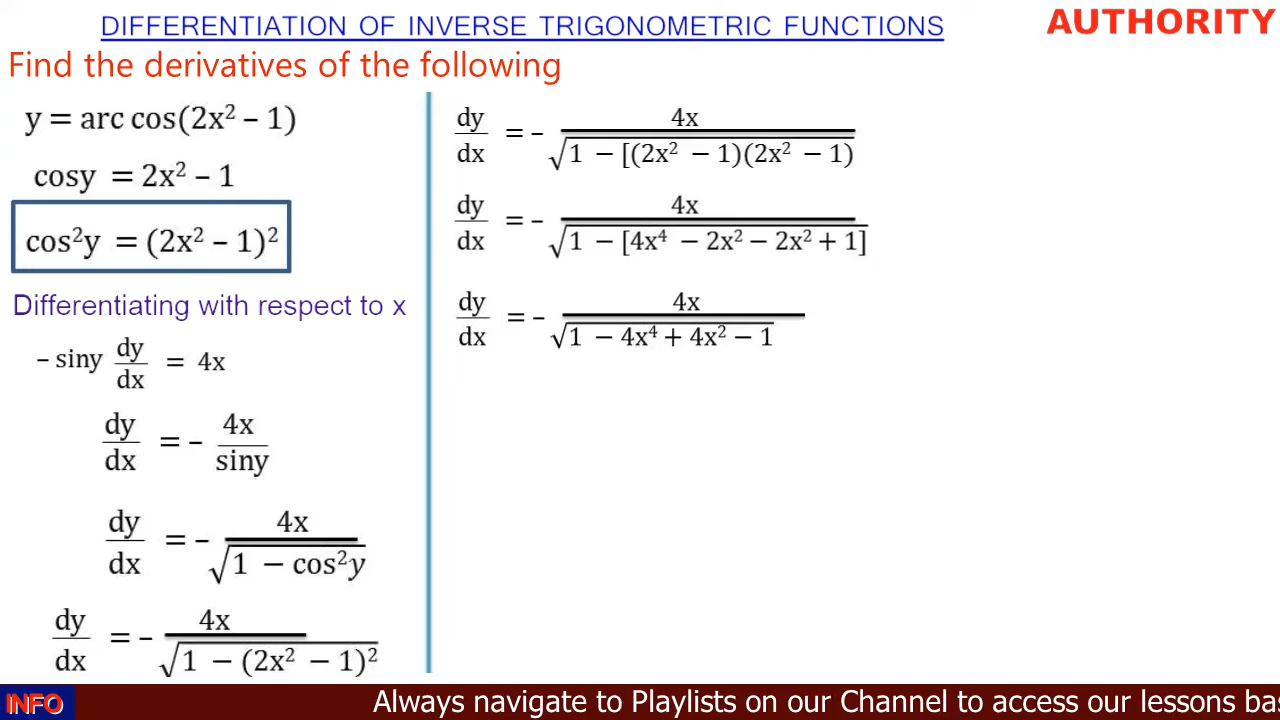 DIFFERENTIATION OF INVERSE TRIGONOMETRIC FUNCTIONS
AUTHORITY
Find the derivatives of the following
y = arc cos(2x² – 1)
cosy = 2x² – 1
cos²y = (2x² – 1)²
Differentiating with respect to x
– siny dy/dx = 4x
dy/dx = – 4x/siny
dy/dx = – 4x/√(1 − cos²y)
dy/dx = – 4x/√(1 − (2x² − 1)²)
dy/dx = – 4x/√(1 − [(2x² − 1)(2x² − 1))
dy/dx = – 4x/√(1 − [4x⁴ − 2x² − 2x² + 1])
dy/dx = – 4x/√(1 − 4x⁴ + 4x² − 1)
INFO
Always navigate to Playlists on our Channel to access our lessons bas